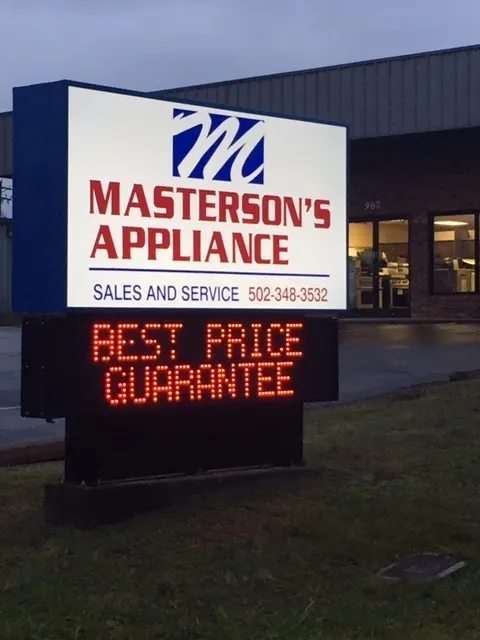 M
MASTERSON'S
APPLIANCE
SALES AND SERVICE 502-348-3532
BEST PRICE
GUARANTEE